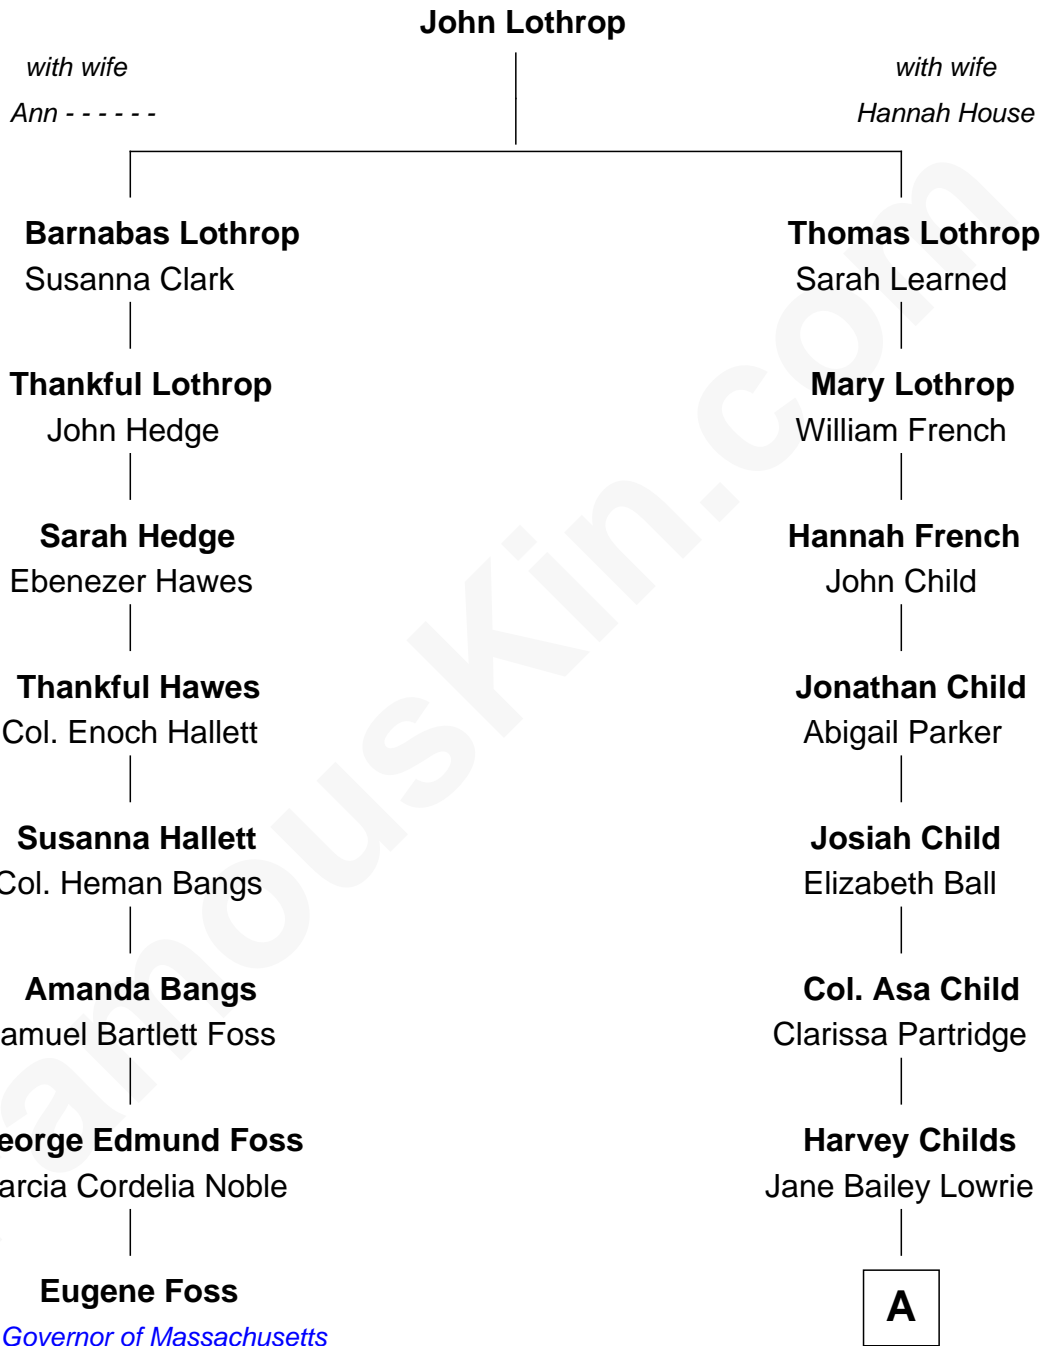 John Lothrop
with wife
Ann - - - - - -
with wife
Hannah House
Barnabas Lothrop
Susanna Clark
Thomas Lothrop
Sarah Learned
Thankful Lothrop
John Hedge
Mary Lothrop
William French
Sarah Hedge
Ebenezer Hawes
Hannah French
John Child
Thankful Hawes
Col. Enoch Hallett
Jonathan Child
Abigail Parker
Susanna Hallett
Col. Heman Bangs
Josiah Child
Elizabeth Ball
Amanda Bangs
amuel Bartlett Foss
Col. Asa Child
Clarissa Partridge
eorge Edmund Foss
arcia Cordelia Noble
Harvey Childs
Jane Bailey Lowrie
Eugene Foss
Governor of Massachusetts
A
amouskin.com